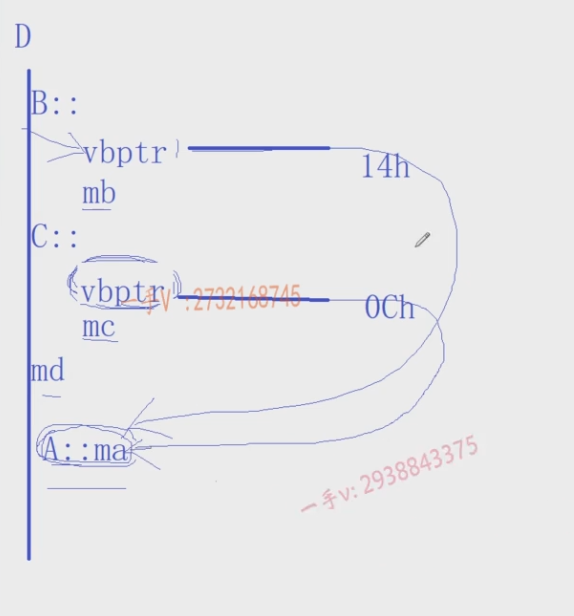 D
B::
vbptr 14h
mb
C::
vbptr 0Ch
一手V :2732168745
mc
md
A::ma
一手v: 2938843375